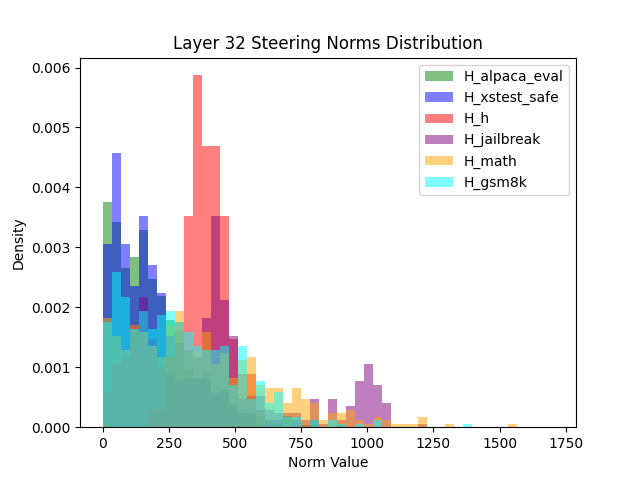 Layer 32 Steering Norms Distribution
0.006
0.005
0.004
0.003
0.002
0.001
0.000
Density
H_alpaca_eval
H_xstest_safe
H_h
H_jailbreak
H_math
H_gsm8k
0 250 500 750 1000 1250 1500 1750
Norm Value